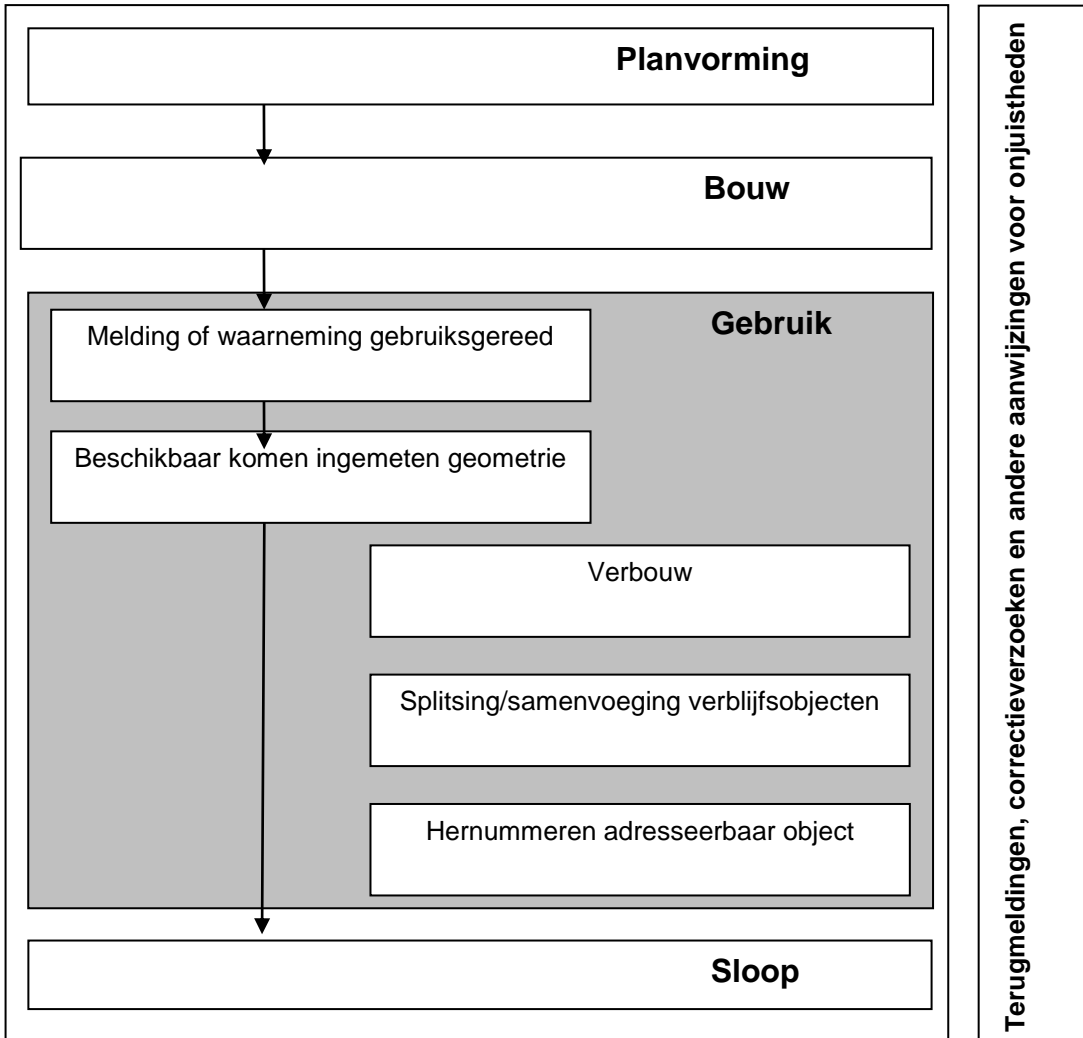 Planvorming
Bouw
Gebruik
Melding of waarneming gebruiksgereed
Beschikbaar komen ingemeten geometrie
Verbouw
Splitsing/samenvoeging verblijfsobjecten
Hernummeren adresseerbaar object
Sloop
Terugmeldingen, correctieverzoeken en andere aanwijzingen voor onjuistheden